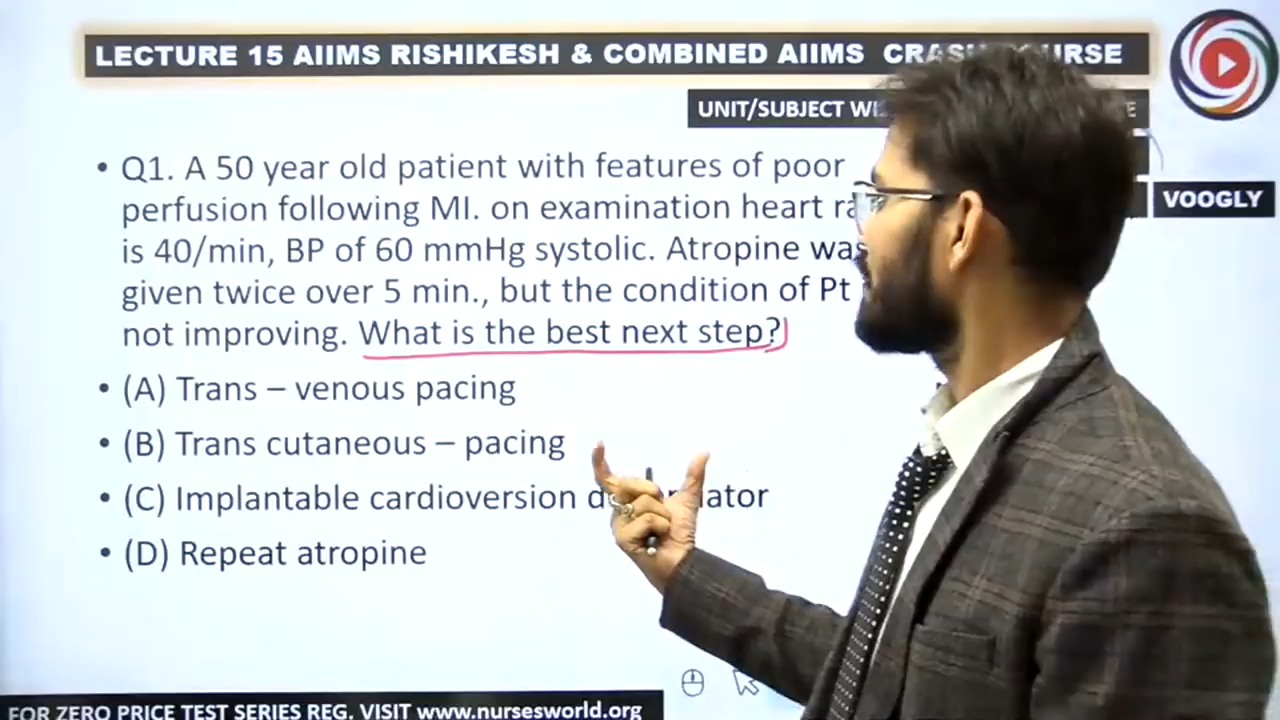 LECTURE 15 AIIMS RISHIKESH & COMBINED AIIMS CRASH COURSE
UNIT/SUBJECT
VOOGLY
• Q1. A 50 year old patient with features of poor
perfusion following MI. on examination heart
is 40/min, BP of 60 mmHg systolic. Atropine was
given twice over 5 min., but the condition of Pt
not improving. What is the best next step?
• (A) Trans – venous pacing
• (B) Trans cutaneous – pacing
• (C) Implantable cardioversion
• (D) Repeat atropine
FOR ZERO PRICE TEST SERIES REG. VISIT www.nursesworld.org